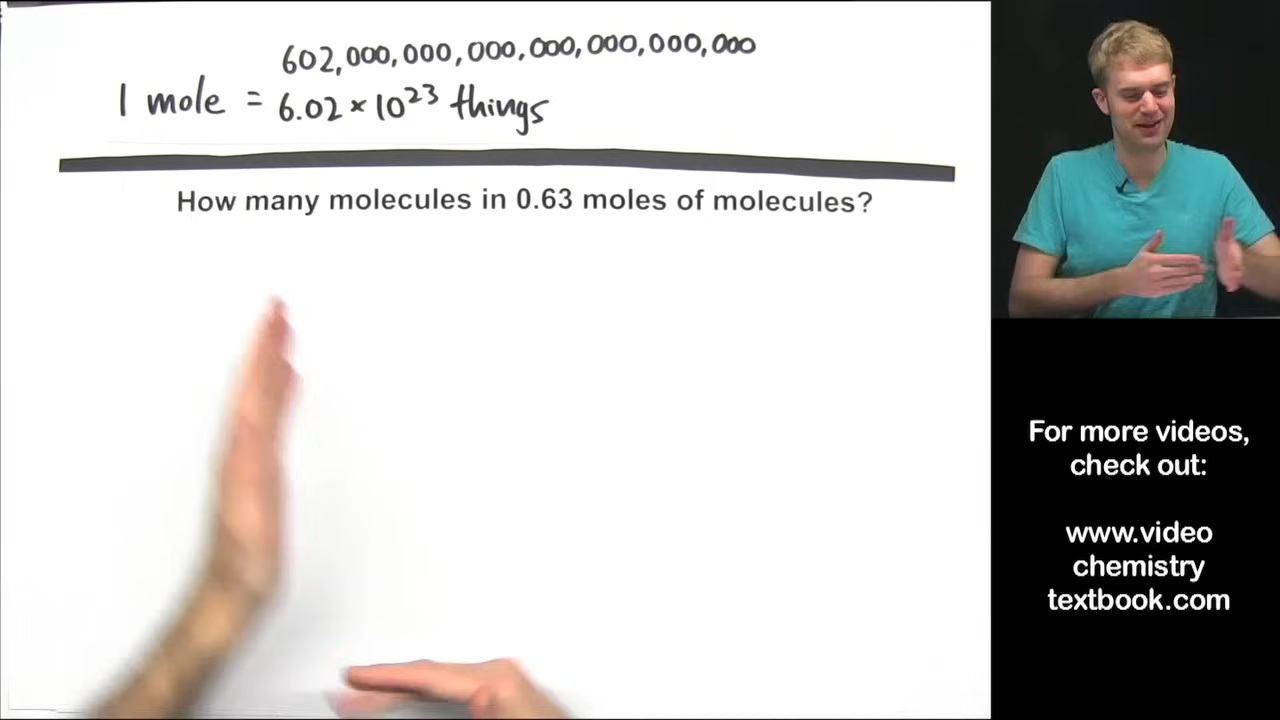 602,000,000,000,000,000,000,000
1 mole = 6.02 × 10²³ things
How many molecules in 0.63 moles of molecules?
For more videos,
check out:
www.video
chemistry
textbook.com